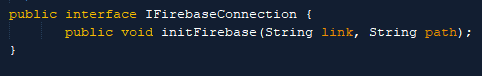 public interface IFirebaseConnection {
public void initFirebase(String link, String path);
}